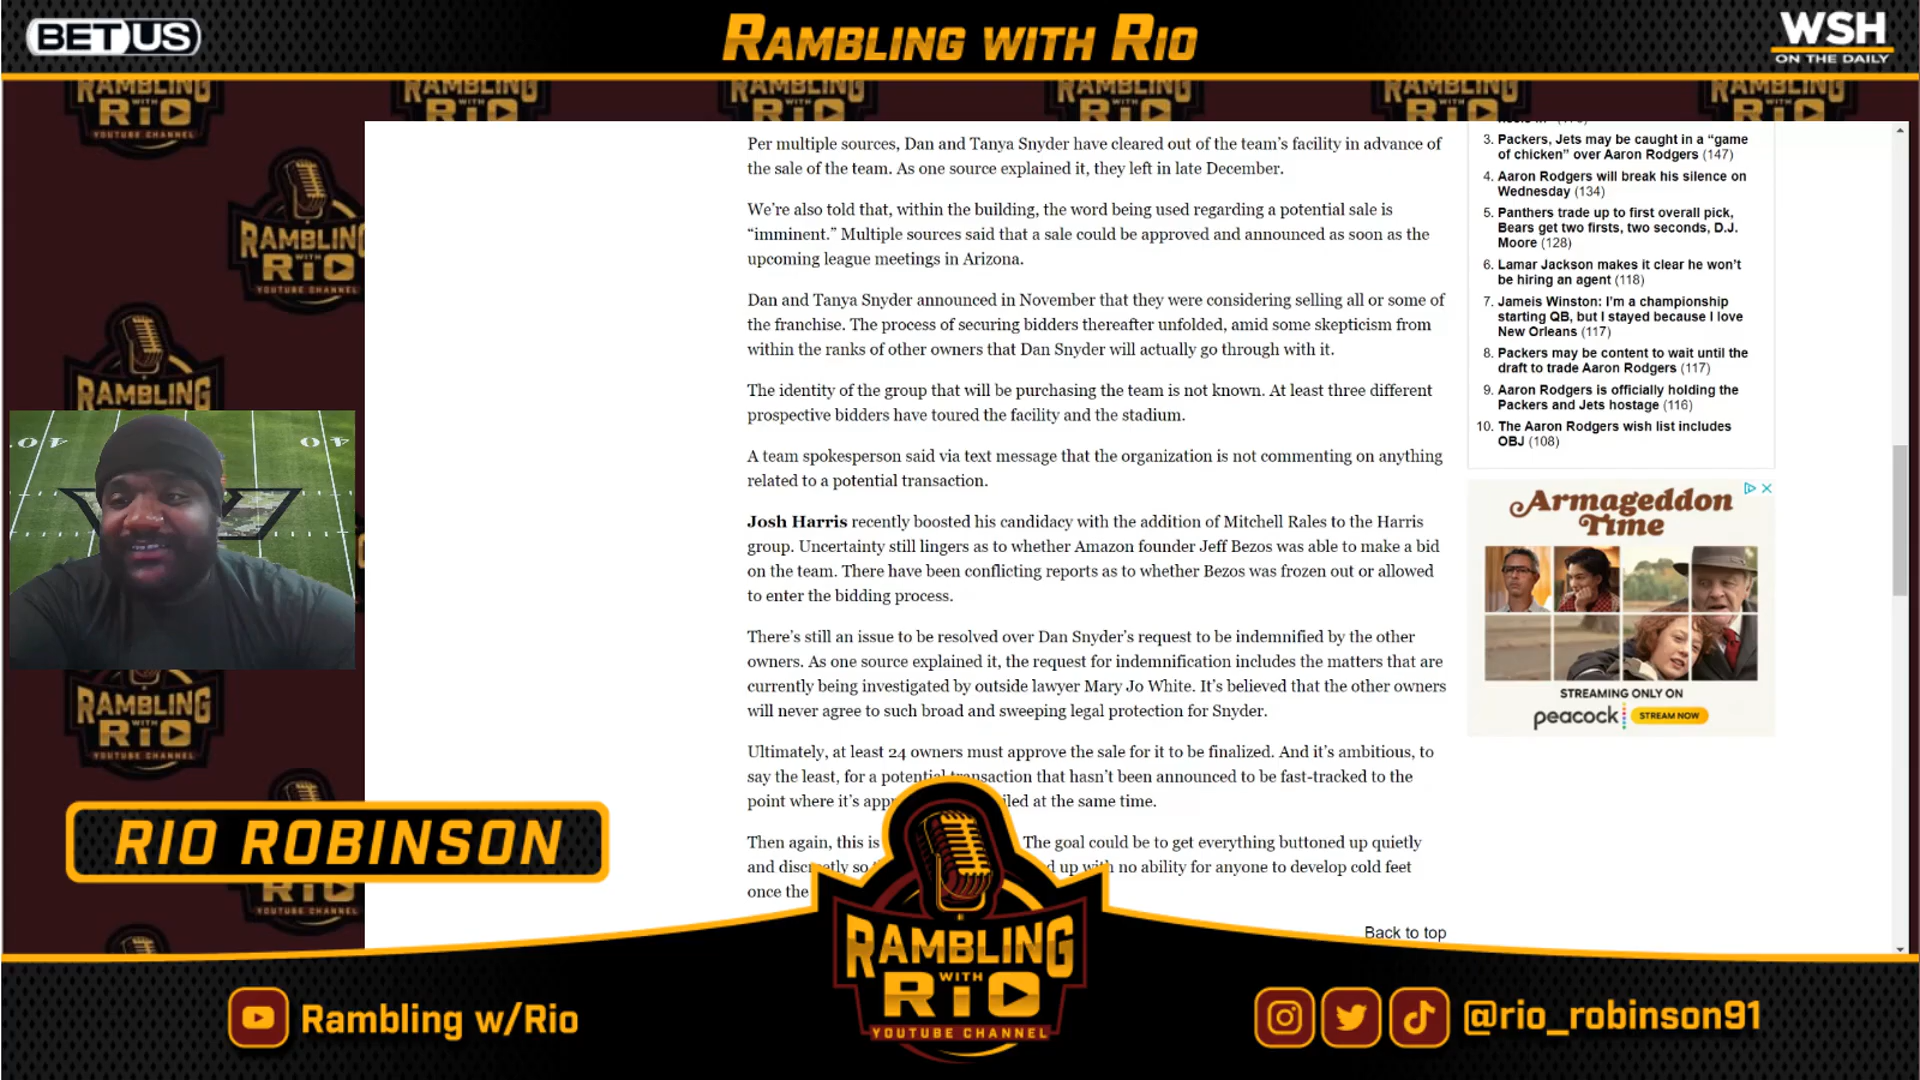 BETUS
RAMBLING WITH RIO
WSH
ON THE DAILY
RAMBLING
WITH
RIO
YOUTUBE CHANNEL
Per multiple sources, Dan and Tanya Snyder have cleared out of the team's facility in advance of
the sale of the team. As one source explained it, they left in late December.
We're also told that, within the building, the word being used regarding a potential sale is
“imminent.” Multiple sources said that a sale could be approved and announced as soon as the
upcoming league meetings in Arizona.
Dan and Tanya Snyder announced in November that they were considering selling all or some of
the franchise. The process of securing bidders thereafter unfolded, amid some skepticism from
within the ranks of other owners that Dan Snyder will actually go through with it.
The identity of the group that will be purchasing the team is not known. At least three different
prospective bidders have toured the facility and the stadium.
A team spokesperson said via text message that the organization is not commenting on anything
related to a potential transaction.
Josh Harris recently boosted his candidacy with the addition of Mitchell Rales to the Harris
group. Uncertainty still lingers as to whether Amazon founder Jeff Bezos was able to make a bid
on the team. There have been conflicting reports as to whether Bezos was frozen out or allowed
to enter the bidding process.
There's still an issue to be resolved over Dan Snyder's request to be indemnified by the other
owners. As one source explained it, the request for indemnification includes the matters that are
currently being investigated by outside lawyer Mary Jo White. It's believed that the other owners
will never agree to such broad and sweeping legal protection for Snyder.
Ultimately, at least 24 owners must approve the sale for it to be finalized. And it's ambitious, to
say the least, for a potential transaction that hasn't been announced to be fast-tracked to the
point where it's at the same time.
Then again, this is The goal could be to get everything buttoned up quietly
and discreetly so up with no ability for anyone to develop cold feet
once the
Back to top
3. Packers, Jets may be caught in a “game
of chicken” over Aaron Rodgers (147)
4. Aaron Rodgers will break his silence on
Wednesday (134)
5. Panthers trade up to first overall pick,
Bears get two firsts, two seconds, D.J.
Moore (128)
6. Lamar Jackson makes it clear he won't
be hiring an agent (118)
7. Jameis Winston: I'm a championship
starting QB, but I stayed because I love
New Orleans (117)
8. Packers may be content to wait until the
draft to trade Aaron Rodgers (117)
9. Aaron Rodgers is officially holding the
Packers and Jets hostage (116)
10. The Aaron Rodgers wish list includes
OBJ (108)
Armageddon
Time
STREAMING ONLY ON
peacock
STREAM NOW
RIO ROBINSON
RAMBLING
WITH
RIO
YOUTUBE CHANNEL
Rambling w/Rio
@rio_robinson91